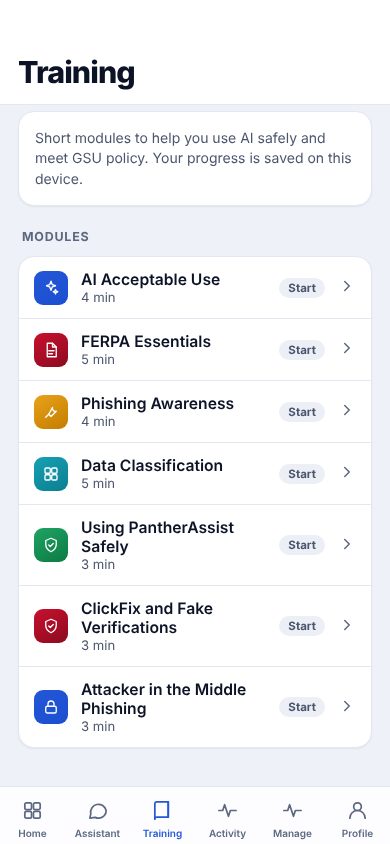 Training
Short modules to help you use AI safely and
meet GSU policy. Your progress is saved on this
device.
MODULES
AI Acceptable Use
4 min
Start
FERPA Essentials
5 min
Start
Phishing Awareness
4 min
Start
Data Classification
5 min
Start
Using PantherAssist
Safely
3 min
Start
ClickFix and Fake
Verifications
3 min
Start
Attacker in the Middle
Phishing
3 min
Start
Home
Assistant
Training
Activity
Manage
Profile